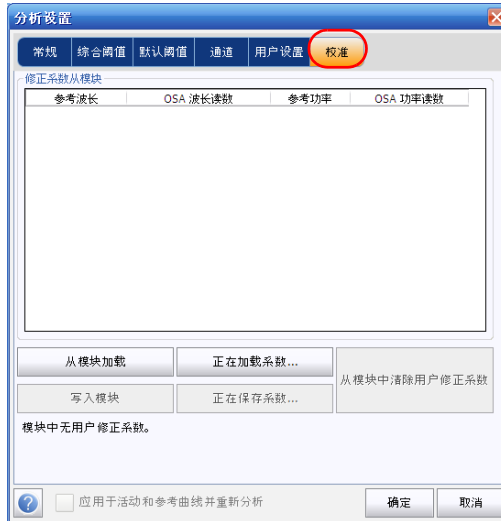 分析设置
常规 综合阈值 默认阈值 通道 用户设置 校准
修正系数从模块
参考波长 OSA 波长读数 参考功率 OSA 功率读数
从模块加载 正在加载系数...
从模块中清除用户修正系数
写入模块 正在保存系数...
模块中无用户修正系数。
? 应用于活动和参考曲线并重新分析 确定 取消